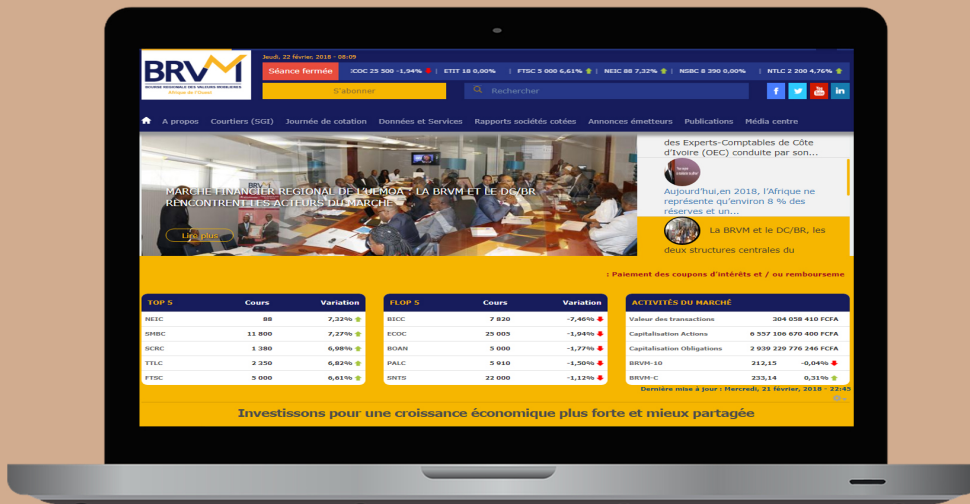 Jeudi, 22 février, 2018 - 08:09
BRVM
BOURSE REGIONALE DES VALEURS MOBILIERES
Afrique de l'Ouest
Séance fermée
:COC 25 500 -1,94% | ETIT 18 0,00% | FTSC 5 000 6,61% | NEIC 88 7,32% | NSBC 8 390 0,00% | NTLC 2 200 4,76%
S'abonner
Rechercher
f
You Tube
in
A propos Courtiers (SGI) Journée de cotation Données et Services Rapports sociétés cotées Annonces émetteurs Publications Média centre
MARCHE FINANCIER REGIONAL DE L'UEMOA : LA BRVM ET LE DC/BR
RENCONTRENT LES ACTEURS DU MARCHE
Lire plus
des Experts-Comptables de Côte
d'Ivoire (OEC) conduite par son...
Aujourd'hui,en 2018, l'Afrique ne
représente qu'environ 8 % des
réserves et un...
La BRVM et le DC/BR, les
deux structures centrales du
: Paiement des coupons d'intérêts et / ou rembourseme
TOP 5 Cours Variation
NEIC 88 7,32%
SMBC 11 800 7,27%
SCRC 1 380 6,98%
TTLC 2 350 6,82%
FTSC 5 000 6,61%
FLOP 5 Cours Variation
BICC 7 820 -7,46%
ECOC 25 005 -1,94%
BOAN 5 000 -1,77%
PALC 5 910 -1,50%
SNTS 22 000 -1,12%
ACTIVITÉS DU MARCHÉ
Valeur des transactions 304 058 410 FCFA
Capitalisation Actions 6 557 106 670 400 FCFA
Capitalisation Obligations 2 939 229 776 246 FCFA
BRVM-10 212,15 -0,04%
BRVM-C 233,14 0,31%
Dernière mise à jour : Mercredi, 21 février, 2018 - 22:45
Investissons pour une croissance économique plus forte et mieux partagée